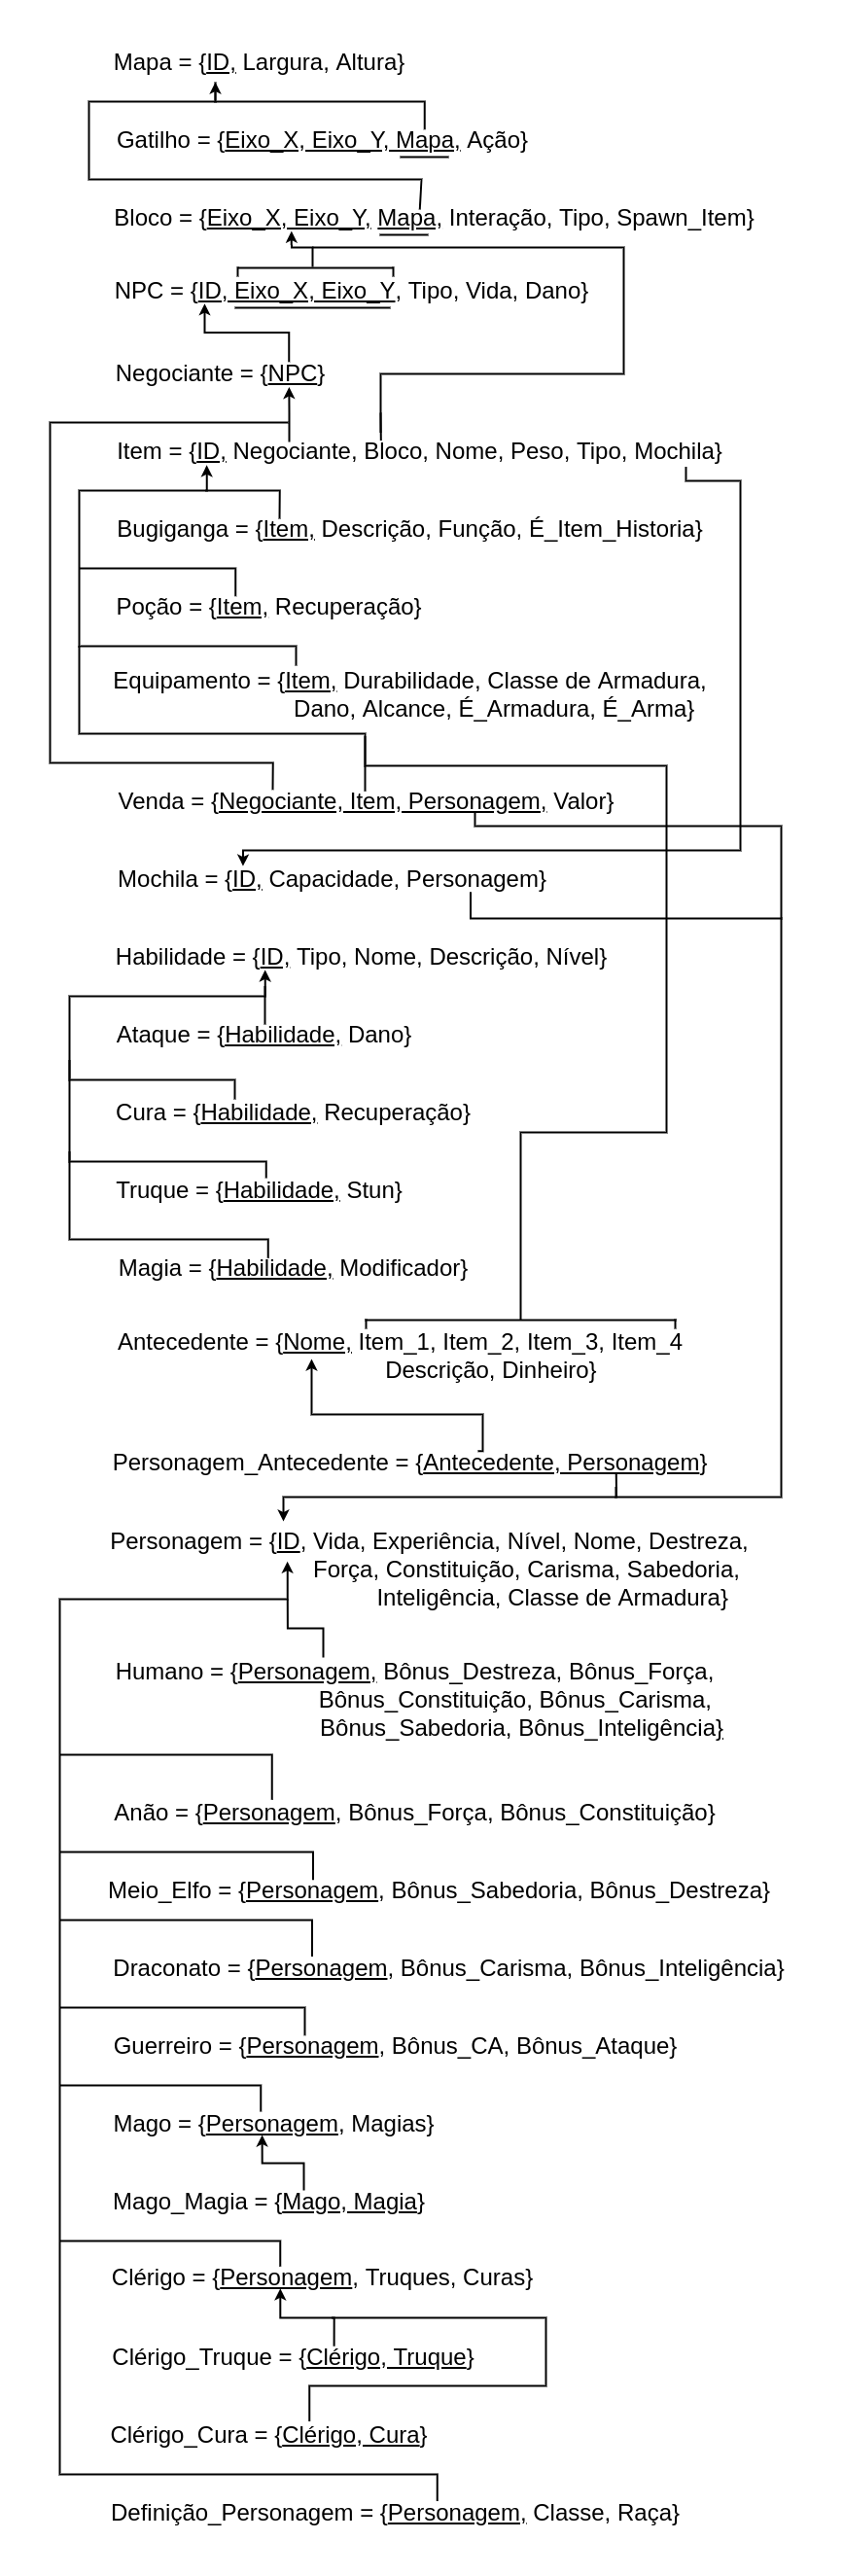 Mapa = {ID, Largura, Altura}
Gatilho = {Eixo_X, Eixo_Y, Mapa, Ação}
Bloco = {Eixo_X, Eixo_Y, Mapa, Interação, Tipo, Spawn_Item}
NPC = {ID, Eixo_X, Eixo_Y, Tipo, Vida, Dano}
Negociante = {NPC}
Item = {ID, Negociante, Bloco, Nome, Peso, Tipo, Mochila}
Bugiganga = {Item, Descrição, Função, É_Item_Historia}
Poção = {Item, Recuperação}
Equipamento = {Item, Durabilidade, Classe de Armadura,
Dano, Alcance, É_Armadura, É_Arma}
Venda = {Negociante, Item, Personagem, Valor}
Mochila = {ID, Capacidade, Personagem}
Habilidade = {ID, Tipo, Nome, Descrição, Nível}
Ataque = {Habilidade, Dano}
Cura = {Habilidade, Recuperação}
Truque = {Habilidade, Stun}
Magia = {Habilidade, Modificador}
Antecedente = {Nome, Item_1, Item_2, Item_3, Item_4
Descrição, Dinheiro}
Personagem_Antecedente = {Antecedente, Personagem}
Personagem = {ID, Vida, Experiência, Nível, Nome, Destreza,
Força, Constituição, Carisma, Sabedoria,
Inteligência, Classe de Armadura}
Humano = {Personagem, Bônus_Destreza, Bônus_Força,
Bônus_Constituição, Bônus_Carisma,
Bônus_Sabedoria, Bônus_Inteligência}
Anão = {Personagem, Bônus_Força, Bônus_Constituição}
Meio_Elfo = {Personagem, Bônus_Sabedoria, Bônus_Destreza}
Draconato = {Personagem, Bônus_Carisma, Bônus_Inteligência}
Guerreiro = {Personagem, Bônus_CA, Bônus_Ataque}
Mago = {Personagem, Magias}
Mago_Magia = {Mago, Magia}
Clérigo = {Personagem, Truques, Curas}
Clérigo_Truque = {Clérigo, Truque}
Clérigo_Cura = {Clérigo, Cura}
Definição_Personagem = {Personagem, Classe, Raça}